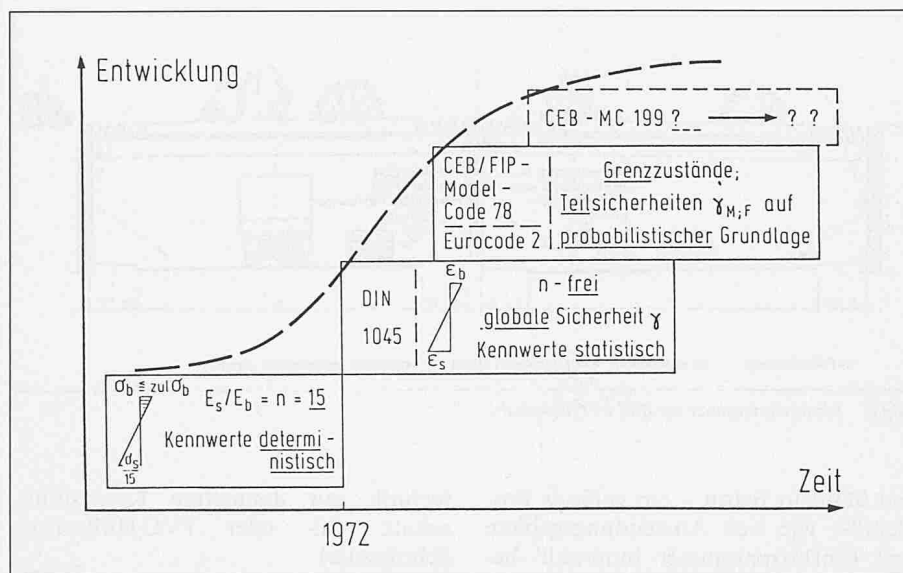 Entwicklung
CEB - MC 199? → ? ?
CEB/FIP-
Model-
Code 78
Eurocode 2
Grenzzustände;
Teilsicherheiten γM;F auf
probabilistischer Grundlage
DIN
1045
εb
εs
n - frei
globale Sicherheit γ
Kennwerte statistisch
σb ≦ zul σb
σs
15
Es/Eb = n = 15
Kennwerte determi-
nistisch
Zeit
1972